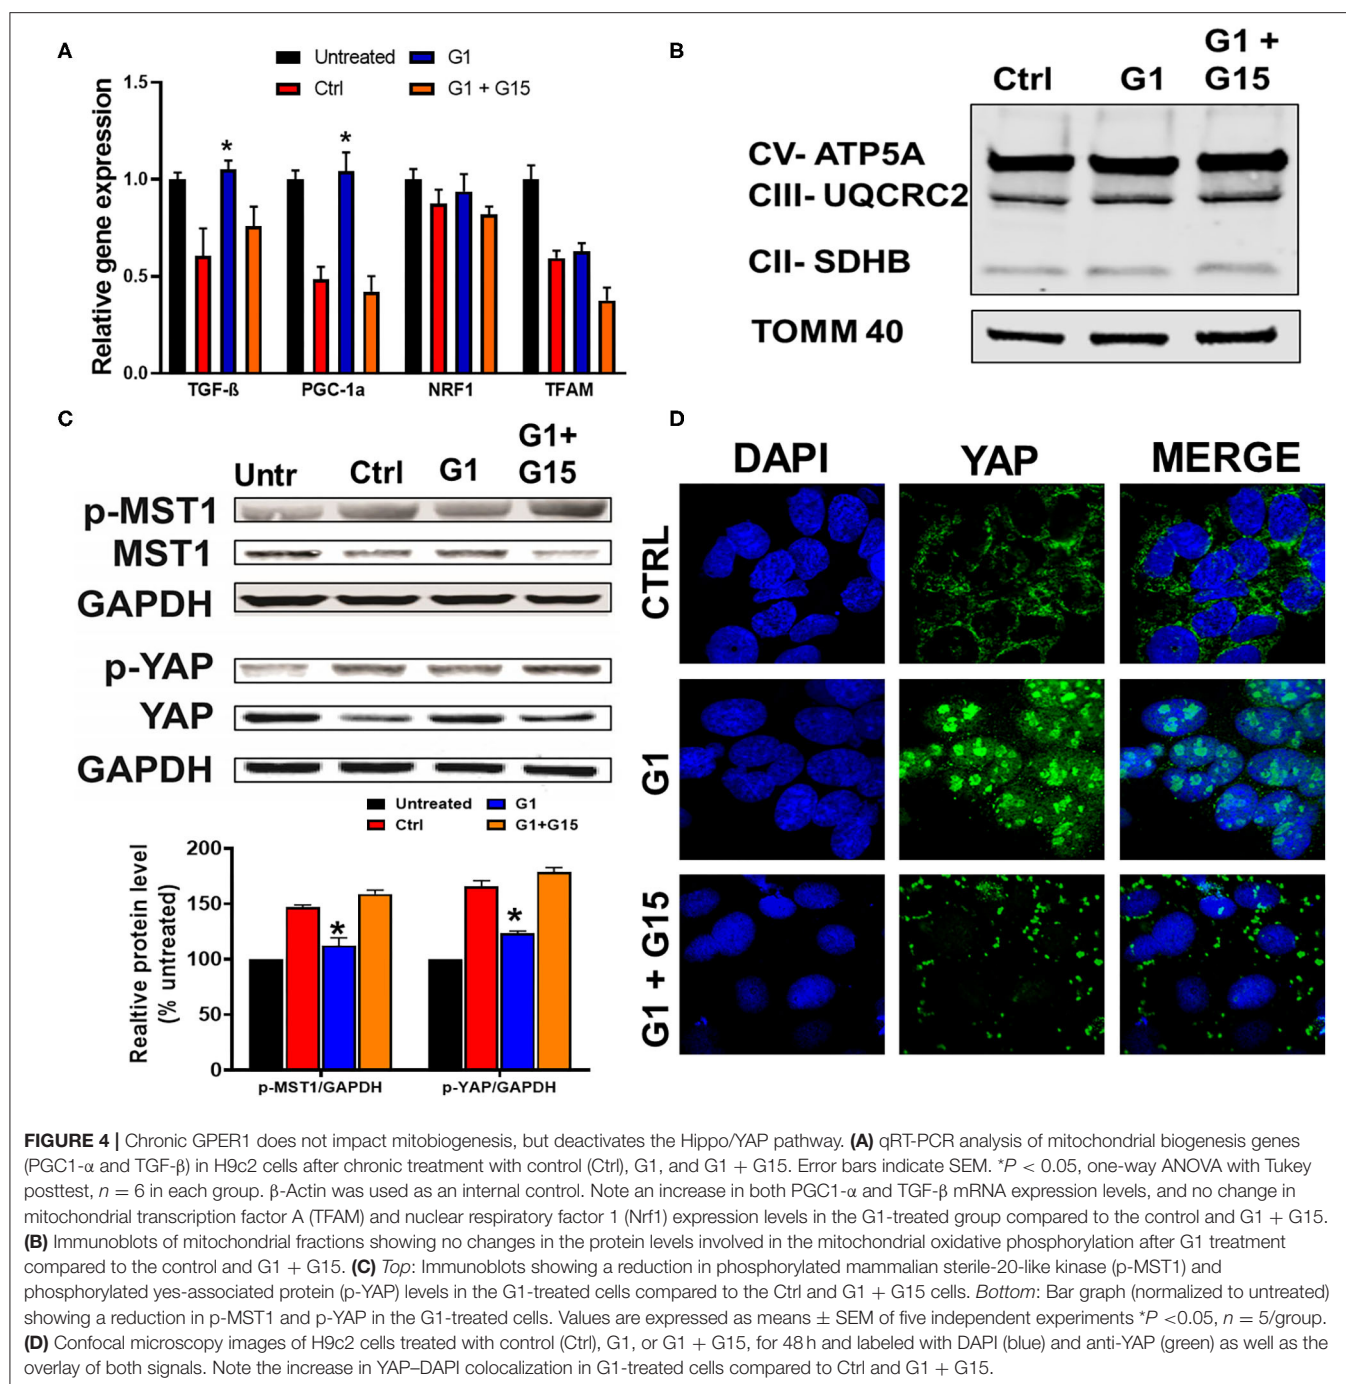 A
Untreated
G1
Ctrl
G1 + G15
Relative gene expression
1.5
1.0
0.5
0.0
*
*
TGF-ß
PGC-1a
NRF1
TFAM
B
Ctrl
G1
G1 +
G15
CV- ATP5A
CIII- UQCRC2
CII- SDHB
TOMM 40
C
Untr
Ctrl
G1
G1+
G15
p-MST1
MST1
GAPDH
p-YAP
YAP
GAPDH
Untreated
G1
Ctrl
G1+G15
Realtive protein level
(% untreated)
200
150
100
50
0
*
*
p-MST1/GAPDH
p-YAP/GAPDH
D
DAPI
YAP
MERGE
CTRL
G1
G1 + G15
FIGURE 4 | Chronic GPER1 does not impact mitobiogenesis, but deactivates the Hippo/YAP pathway. (A) qRT-PCR analysis of mitochondrial biogenesis genes
(PGC1-α and TGF-β) in H9c2 cells after chronic treatment with control (Ctrl), G1, and G1 + G15. Error bars indicate SEM. *P < 0.05, one-way ANOVA with Tukey
posttest, n = 6 in each group. β-Actin was used as an internal control. Note an increase in both PGC1-α and TGF-β mRNA expression levels, and no change in
mitochondrial transcription factor A (TFAM) and nuclear respiratory factor 1 (Nrf1) expression levels in the G1-treated group compared to the control and G1 + G15.
(B) Immunoblots of mitochondrial fractions showing no changes in the protein levels involved in the mitochondrial oxidative phosphorylation after G1 treatment
compared to the control and G1 + G15. (C) Top: Immunoblots showing a reduction in phosphorylated mammalian sterile-20-like kinase (p-MST1) and
phosphorylated yes-associated protein (p-YAP) levels in the G1-treated cells compared to the Ctrl and G1 + G15 cells. Bottom: Bar graph (normalized to untreated)
showing a reduction in p-MST1 and p-YAP in the G1-treated cells. Values are expressed as means ± SEM of five independent experiments *P <0.05, n = 5/group.
(D) Confocal microscopy images of H9c2 cells treated with control (Ctrl), G1, or G1 + G15, for 48 h and labeled with DAPI (blue) and anti-YAP (green) as well as the
overlay of both signals. Note the increase in YAP–DAPI colocalization in G1-treated cells compared to Ctrl and G1 + G15.